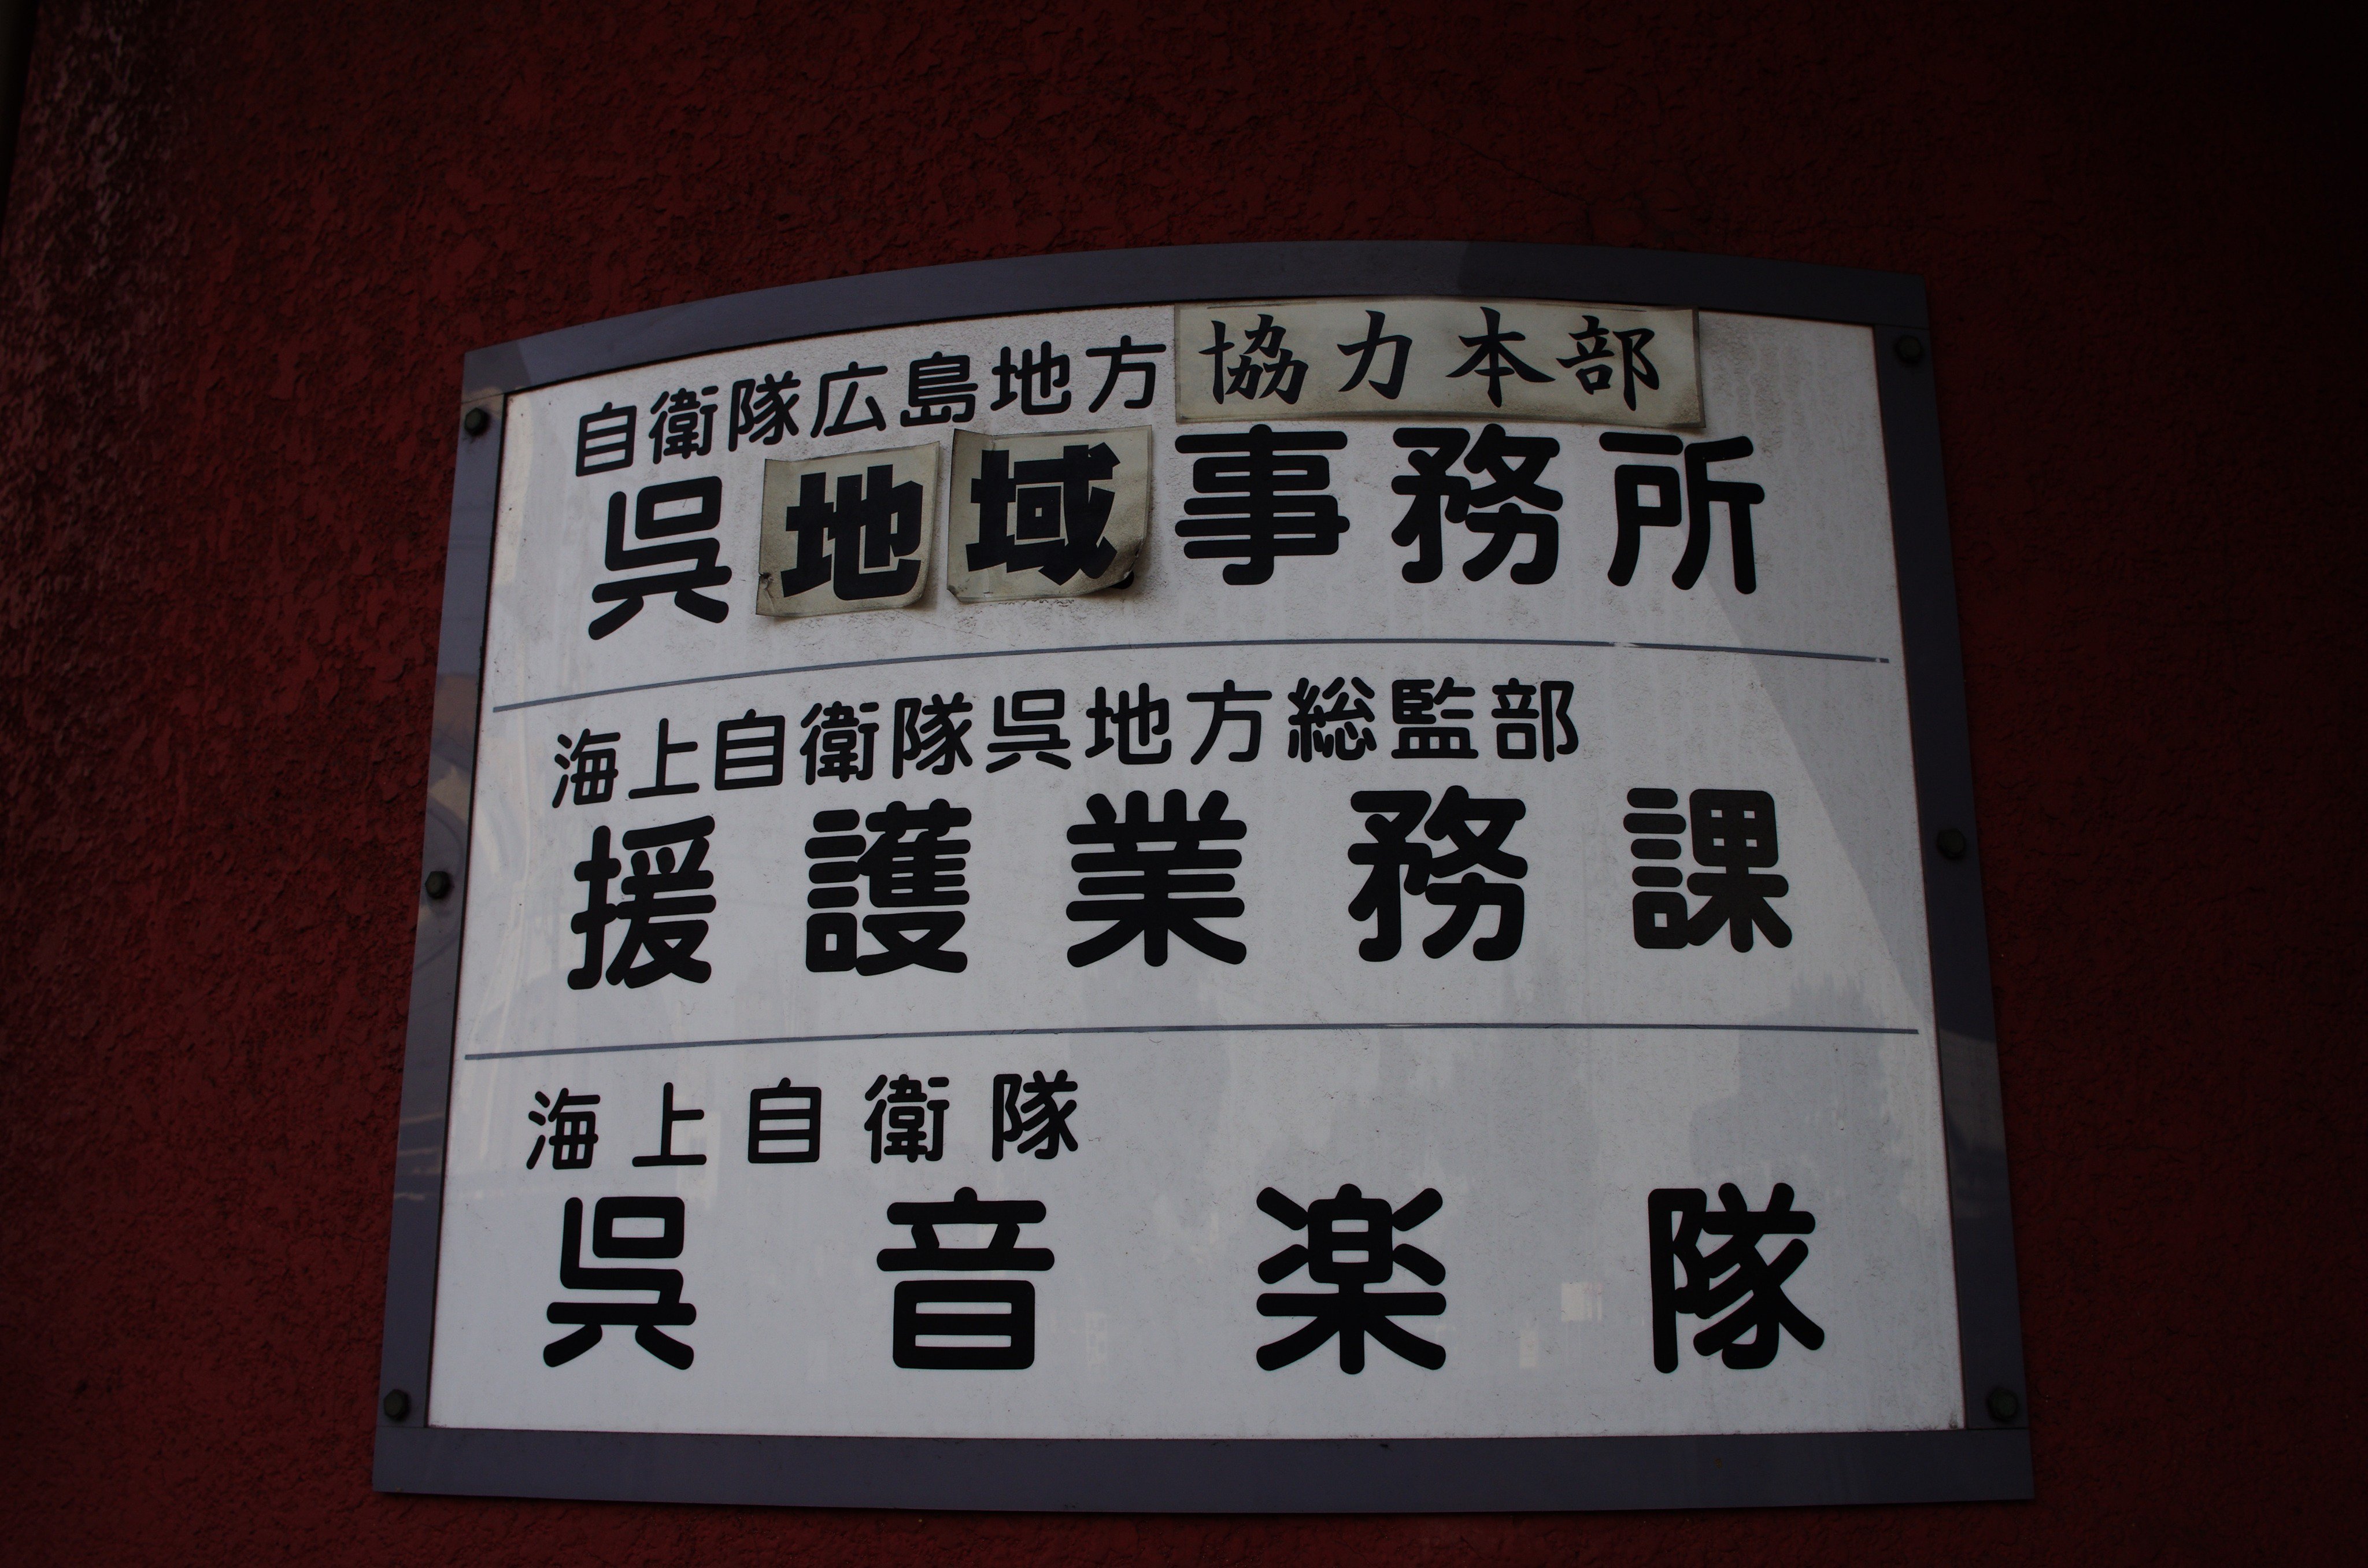 自衛隊広島地方協力本部
呉地域事務所
海上自衛隊呉地方総監部
援護業務課
海上自衛隊
呉音楽隊